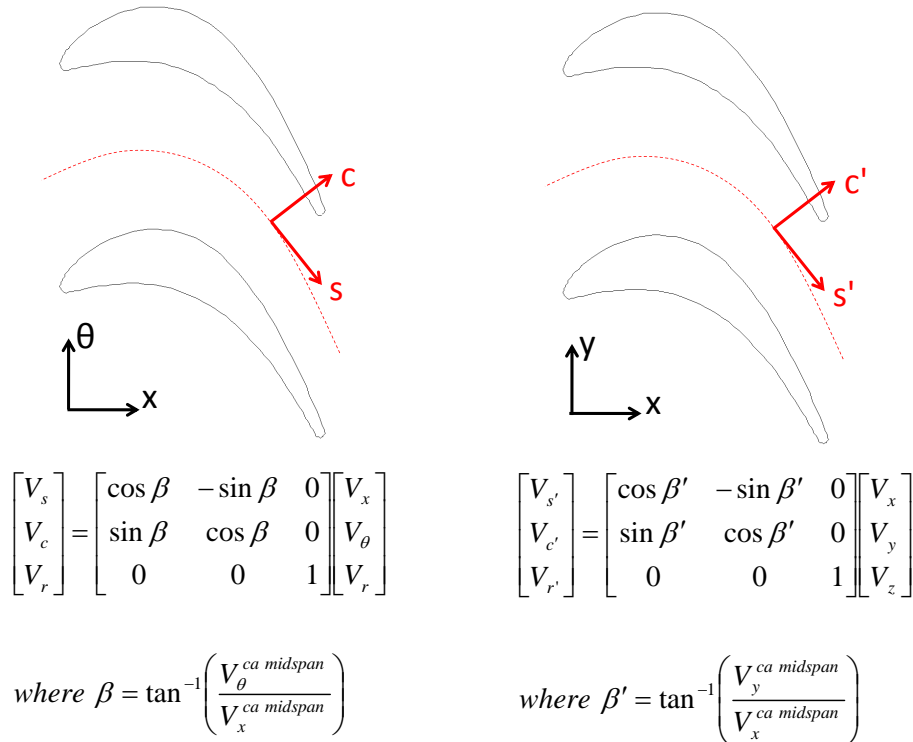 c
s
θ
x
c'
s'
y
x
[V_s V_c V_r] = [cos β −sin β 0 sin β cos β 0 0 0 1][V_x V_θ V_r]
[V_s' V_c' V_r'] = [cos β′ −sin β′ 0 sin β′ cos β′ 0 0 0 1][V_x V_y V_z]
where β = tan⁻¹(V_θ^ca midspan / V_x^ca midspan)
where β′ = tan⁻¹(V_y^ca midspan / V_x^ca midspan)